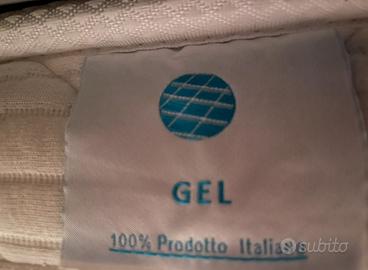 GEL
100% Prodotto Italiano
subito